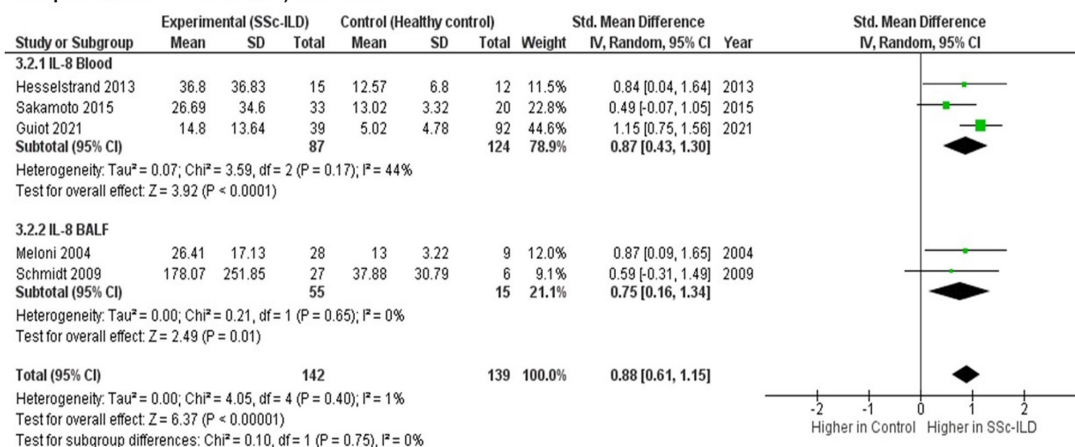 Experimental (SSc-ILD) Control (Healthy control) Std. Mean Difference Std. Mean Difference
Study or Subgroup Mean SD Total Mean SD Total Weight IV, Random, 95% CI Year IV, Random, 95% CI
3.2.1 IL-8 Blood
Hesselstrand 2013 36.8 36.83 15 12.57 6.8 12 11.5% 0.84 [0.04, 1.64] 2013
Sakamoto 2015 26.69 34.6 33 13.02 3.32 20 22.8% 0.49 [-0.07, 1.05] 2015
Guiot 2021 14.8 13.64 39 5.02 4.78 92 44.6% 1.15 [0.75, 1.56] 2021
Subtotal (95% CI) 87 124 78.9% 0.87 [0.43, 1.30]
Heterogeneity: Tau² = 0.07; Chi² = 3.59, df = 2 (P = 0.17); I² = 44%
Test for overall effect: Z = 3.92 (P < 0.0001)
3.2.2 IL-8 BALF
Meloni 2004 26.41 17.13 28 13 3.22 9 12.0% 0.87 [0.09, 1.65] 2004
Schmidt 2009 178.07 251.85 27 37.88 30.79 6 9.1% 0.59 [-0.31, 1.49] 2009
Subtotal (95% CI) 55 15 21.1% 0.75 [0.16, 1.34]
Heterogeneity: Tau² = 0.00; Chi² = 0.21, df = 1 (P = 0.65); I² = 0%
Test for overall effect: Z = 2.49 (P = 0.01)
Total (95% CI) 142 139 100.0% 0.88 [0.61, 1.15]
Heterogeneity: Tau² = 0.00; Chi² = 4.05, df = 4 (P = 0.40); I² = 1%
Test for overall effect: Z = 6.37 (P < 0.00001)
Test for subgroup differences: Chi² = 0.10, df = 1 (P = 0.75), I² = 0%
-2 -1 0 1 2
Higher in Control Higher in SSc-ILD